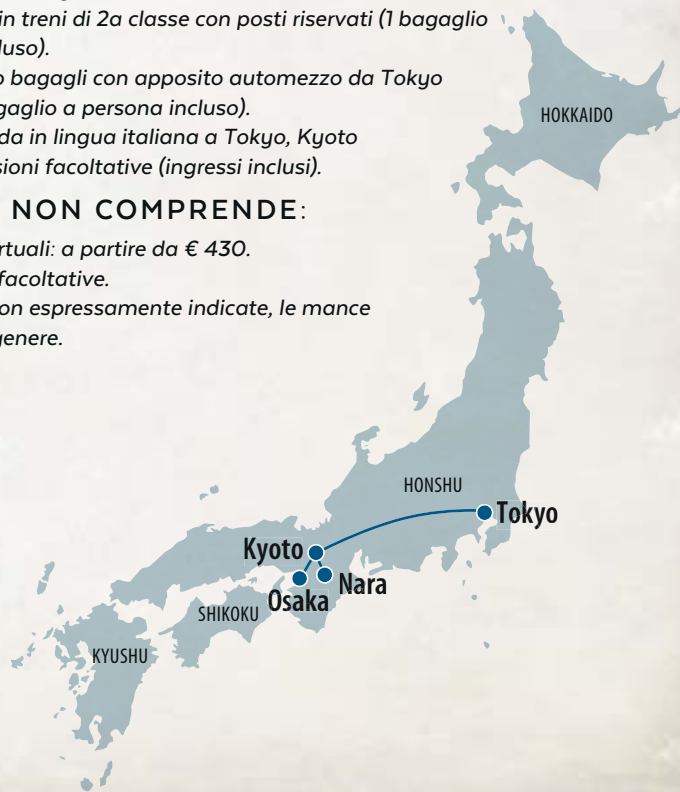 in treni di 2a classe con posti riservati (1 bagaglio
luso).
o bagagli con apposito automezzo da Tokyo
gaglio a persona incluso).
da in lingua italiana a Tokyo, Kyoto
sioni facoltative (ingressi inclusi).
NON COMPRENDE:
rtuali: a partire da € 430.
facoltative.
on espressamente indicate, le mance
genere.
HOKKAIDO
HONSHU
Tokyo
Kyoto
Nara
Osaka
SHIKOKU
KYUSHU